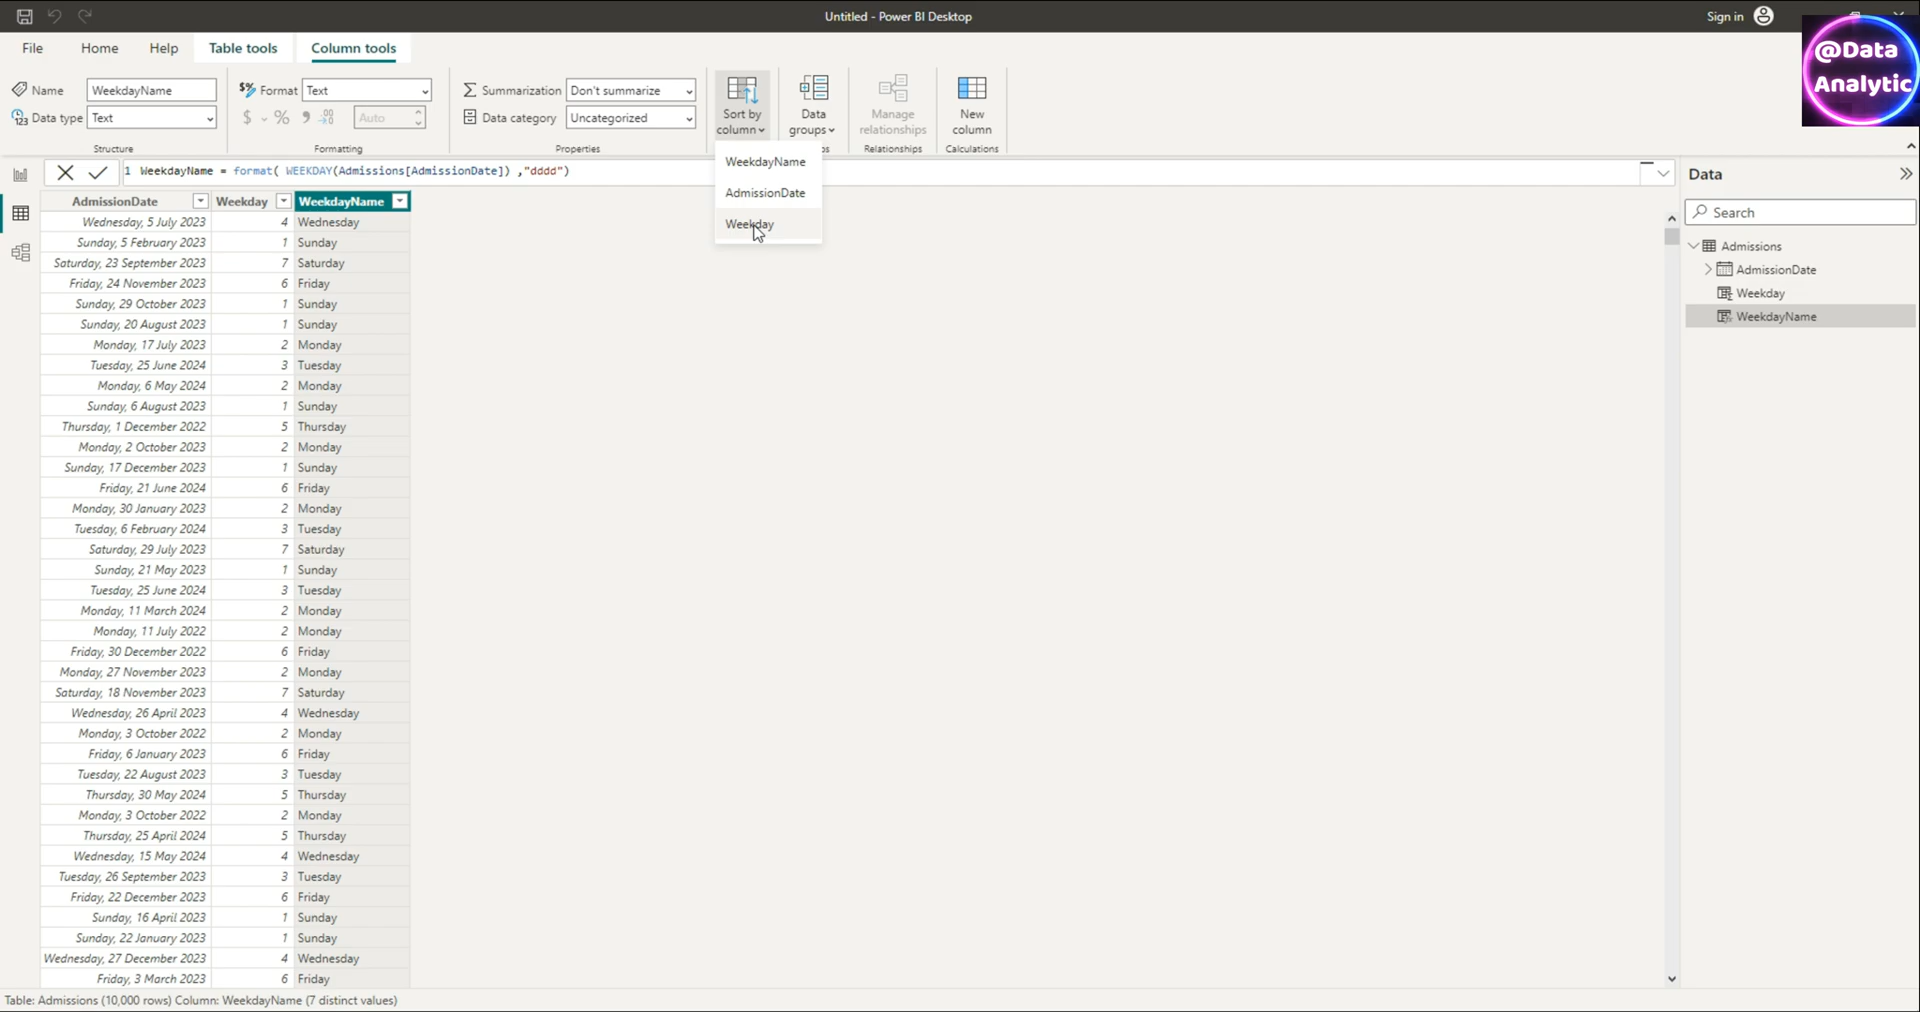 Untitled - Power BI Desktop
Sign in
@Data
Analytic
File
Home
Help
Table tools
Column tools
Name
WeekdayName
Data type
Text
Structure
Format
Text
$
%
Auto
Formatting
Summarization
Don't summarize
Data category
Uncategorized
Properties
Sort by
column
Data
groups
Manage
relationships
Relationships
New
column
Calculations
WeekdayName
AdmissionDate
Weekday
1 WeekdayName = format( WEEKDAY(Admissions[AdmissionDate]) ,"dddd")
AdmissionDate Weekday WeekdayName
Wednesday, 5 July 2023 4 Wednesday
Sunday, 5 February 2023 1 Sunday
Saturday, 23 September 2023 7 Saturday
Friday, 24 November 2023 6 Friday
Sunday, 29 October 2023 1 Sunday
Sunday, 20 August 2023 1 Sunday
Monday, 17 July 2023 2 Monday
Tuesday, 25 June 2024 3 Tuesday
Monday, 6 May 2024 2 Monday
Sunday, 6 August 2023 1 Sunday
Thursday, 1 December 2022 5 Thursday
Monday, 2 October 2023 2 Monday
Sunday, 17 December 2023 1 Sunday
Friday, 21 June 2024 6 Friday
Monday, 30 January 2023 2 Monday
Tuesday, 6 February 2024 3 Tuesday
Saturday, 29 July 2023 7 Saturday
Sunday, 21 May 2023 1 Sunday
Tuesday, 25 June 2024 3 Tuesday
Monday, 11 March 2024 2 Monday
Monday, 11 July 2022 2 Monday
Friday, 30 December 2022 6 Friday
Monday, 27 November 2023 2 Monday
Saturday, 18 November 2023 7 Saturday
Wednesday, 26 April 2023 4 Wednesday
Monday, 3 October 2022 2 Monday
Friday, 6 January 2023 6 Friday
Tuesday, 22 August 2023 3 Tuesday
Thursday, 30 May 2024 5 Thursday
Monday, 3 October 2022 2 Monday
Thursday, 25 April 2024 5 Thursday
Wednesday, 15 May 2024 4 Wednesday
Tuesday, 26 September 2023 3 Tuesday
Friday, 22 December 2023 6 Friday
Sunday, 16 April 2023 1 Sunday
Sunday, 22 January 2023 1 Sunday
Wednesday, 27 December 2023 4 Wednesday
Friday, 3 March 2023 6 Friday
Data
Search
Admissions
AdmissionDate
Weekday
WeekdayName
Table: Admissions (10,000 rows) Column: WeekdayName (7 distinct values)